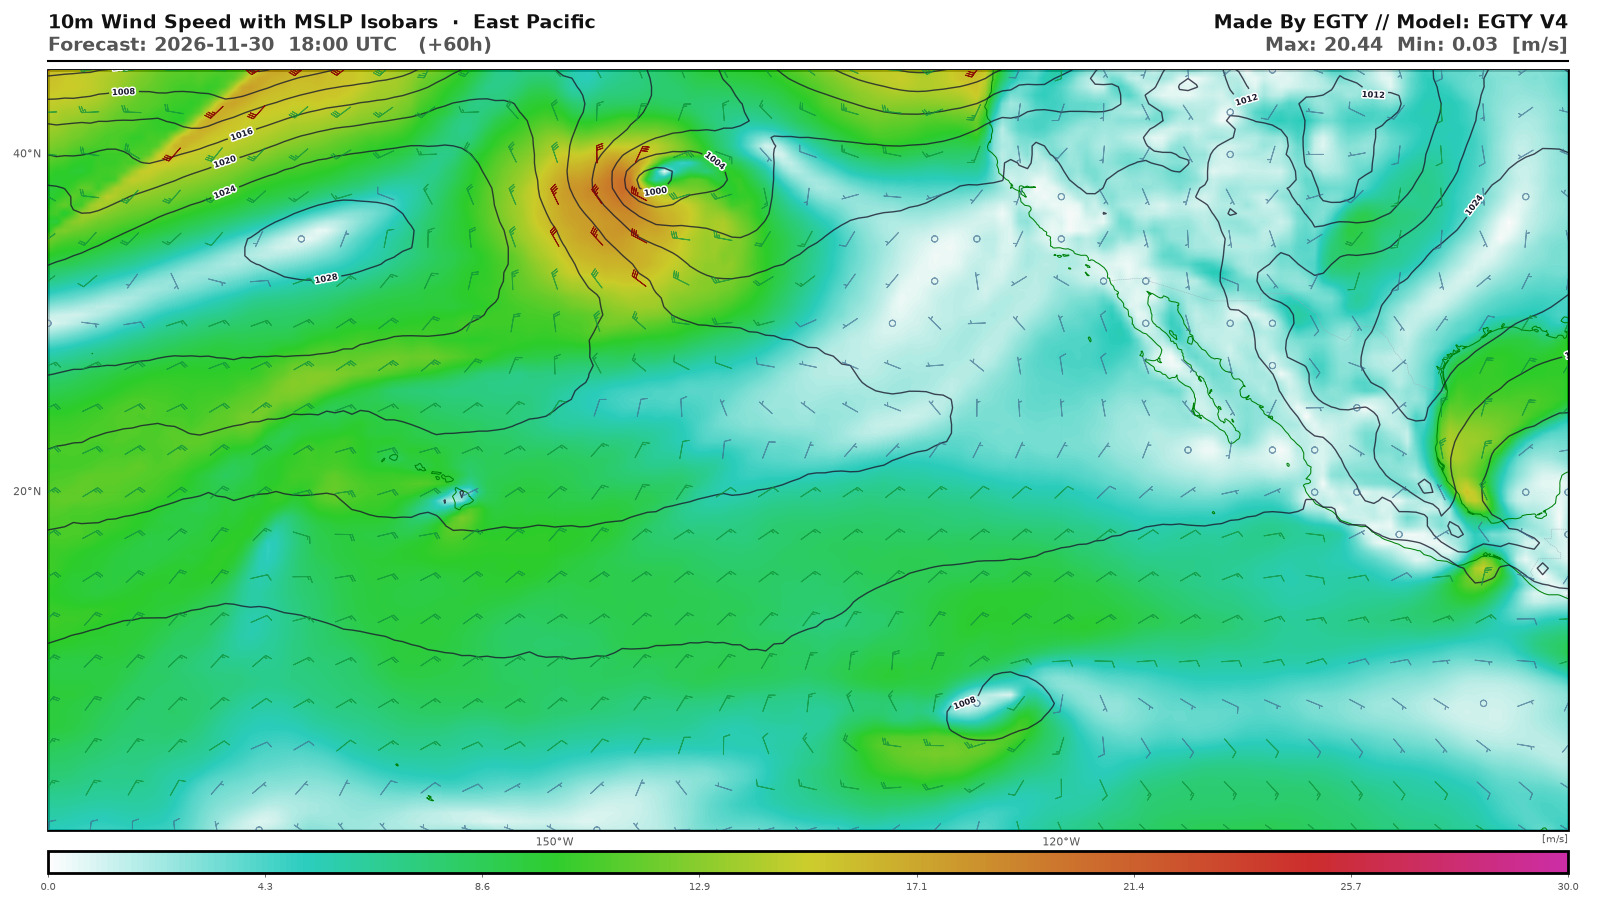 10m Wind Speed with MSLP Isobars · East Pacific
Made By EGTY // Model: EGTY V4
Forecast: 2026-11-30 18:00 UTC (+60h)
Max: 20.44 Min: 0.03 [m/s]
1008
1012
1012
1016
40°N
1020
1004
1024
1000
1024
1028
20°N
1008
150°W
120°W
[m/s]
0.0
4.3
8.6
12.9
17.1
21.4
25.7
30.0